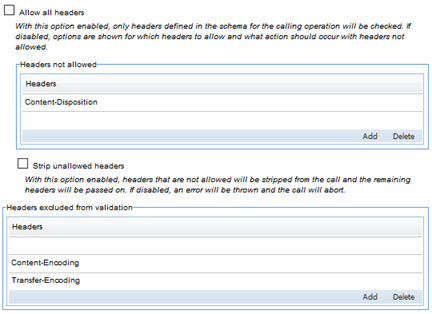 Allow all headers
With this option enabled, only headers defined in the schema for the calling operation will be checked. If
disabled, options are shown for which headers to allow and what action should occur with headers not
allowed.
Headers not allowed
Headers
Content-Disposition
Add Delete
Strip unallowed headers
With this option enabled, headers that are not allowed will be stripped from the call and the remaining
headers will be passed on. If disabled, an error will be thrown and the call will abort.
Headers excluded from validation
Headers
Content-Encoding
Transfer-Encoding
Add Delete